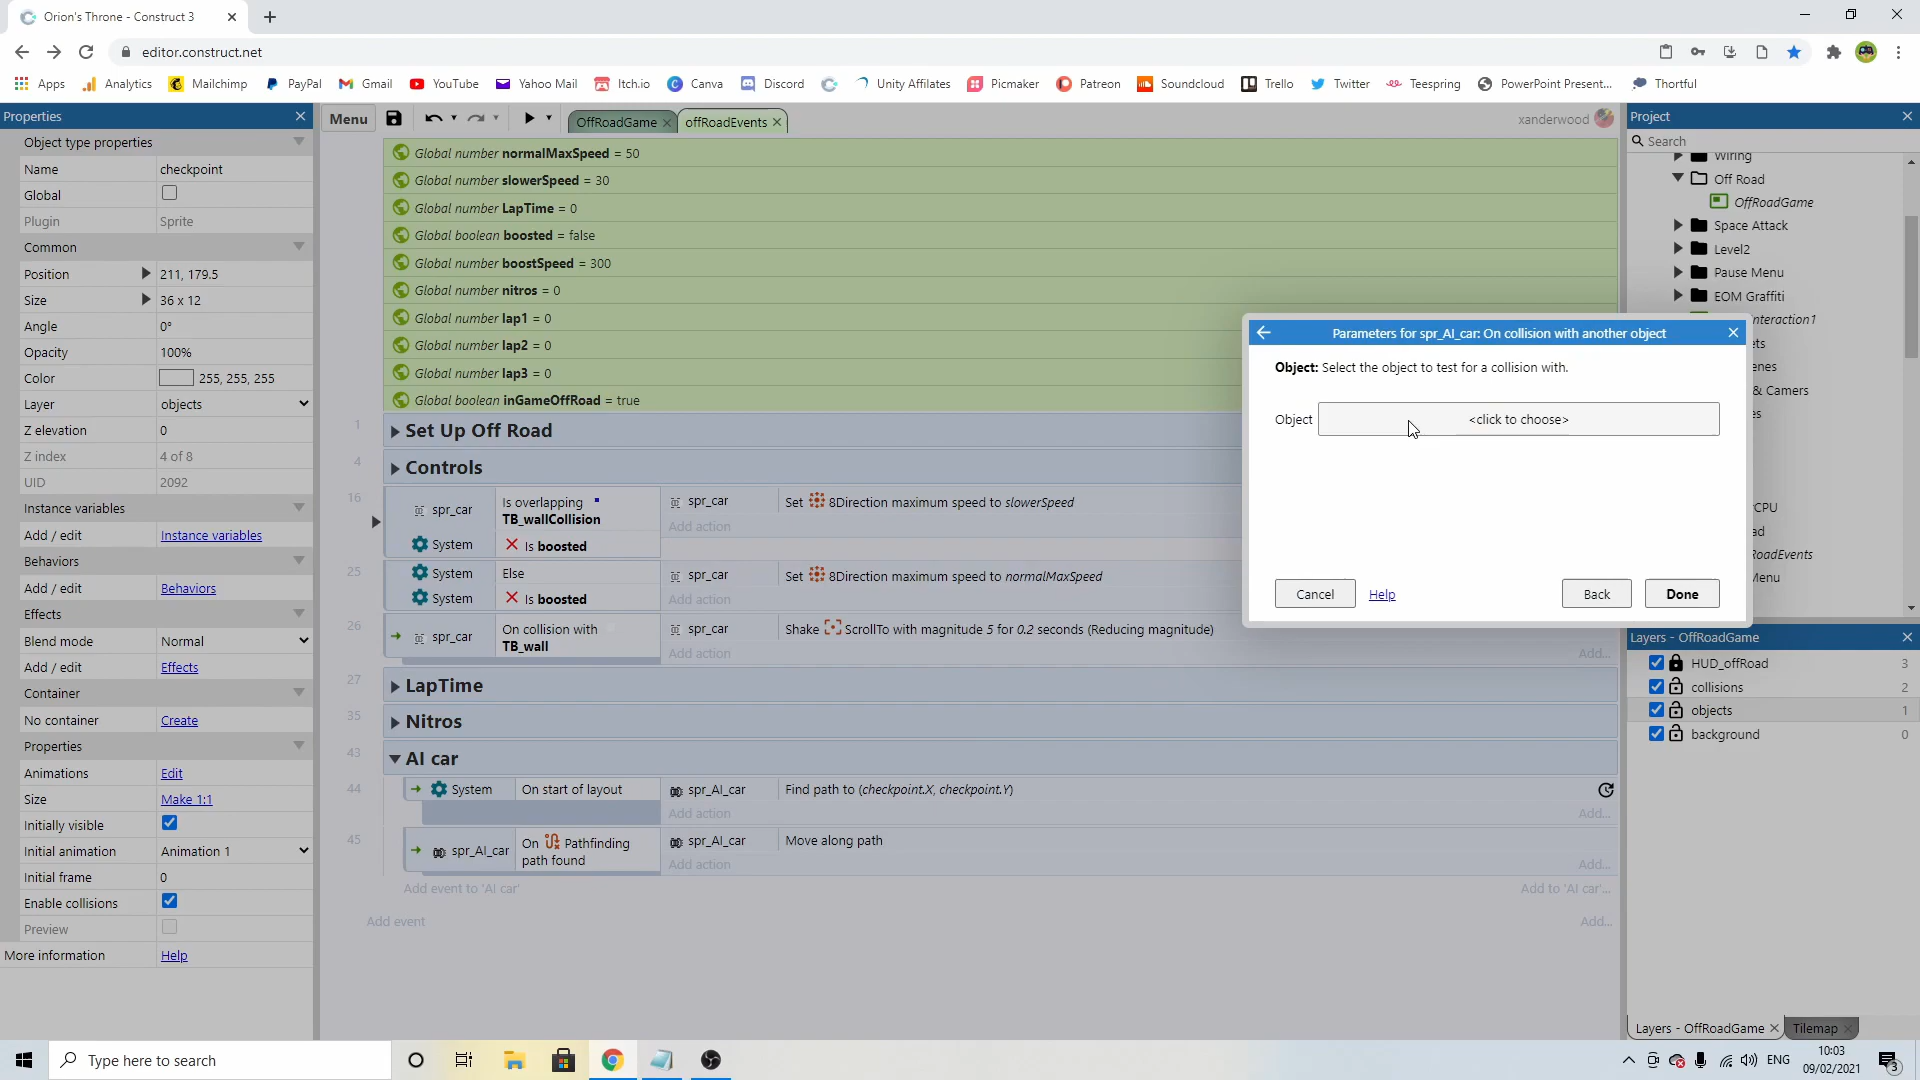 Orion's Throne - Construct 3
editor.construct.net
Apps Analytics Mailchimp PayPal Gmail YouTube Yahoo Mail Itch.io Canva Discord Unity Affilates Picmaker Patreon Soundcloud Trello Twitter Teespring PowerPoint Present... Thortful
Properties
Object type properties
Name checkpoint
Global
Plugin Sprite
Common
Position 211, 179.5
Size 36 x 12
Angle 0°
Opacity 100%
Color 255, 255, 255
Layer objects
Z elevation 0
Z index 4 of 8
UID 2092
Instance variables
Add / edit Instance variables
Behaviors
Add / edit Behaviors
Effects
Blend mode Normal
Add / edit Effects
Container
No container Create
Properties
Animations Edit
Size Make 1:1
Initially visible
Initial animation Animation 1
Initial frame 0
Enable collisions
Preview
More information Help
Menu OffRoadGame offRoadEvents xanderwood
Global number normalMaxSpeed = 50
Global number slowerSpeed = 30
Global number LapTime = 0
Global boolean boosted = false
Global number boostSpeed = 300
Global number nitros = 0
Global number lap1 = 0
Global number lap2 = 0
Global number lap3 = 0
Global boolean inGameOffRoad = true
1 Set Up Off Road
4 Controls
16 spr_car Is overlapping TB_wallCollision spr_car Set 8Direction maximum speed to slowerSpeed
Add action
System Is boosted
25 System Else spr_car Set 8Direction maximum speed to normalMaxSpeed
System Is boosted Add action
26 spr_car On collision with TB_wall spr_car Shake ScrollTo with magnitude 5 for 0.2 seconds (Reducing magnitude)
Add action Add...
27 LapTime
35 Nitros
43 AI car
44 System On start of layout spr_AI_car Find path to (checkpoint.X, checkpoint.Y)
Add action Add...
45 spr_AI_car On Pathfinding path found spr_AI_car Move along path
Add action Add...
Add event to 'AI car' Add to 'AI car'...
Add event Add...
Parameters for spr_AI_car: On collision with another object
Object: Select the object to test for a collision with.
Object <click to choose>
Cancel Help Back Done
Project
Search
Wiring
Off Road
OffRoadGame
Space Attack
Level2
Pause Menu
EOM Graffiti
nteraction1
ets
enes
& Camers
es
CPU
ad
RoadEvents
Menu
Layers - OffRoadGame
HUD_offRoad 3
collisions 2
objects 1
background 0
Layers - OffRoadGame Tilemap
Type here to search
ENG
10:03
09/02/2021
3